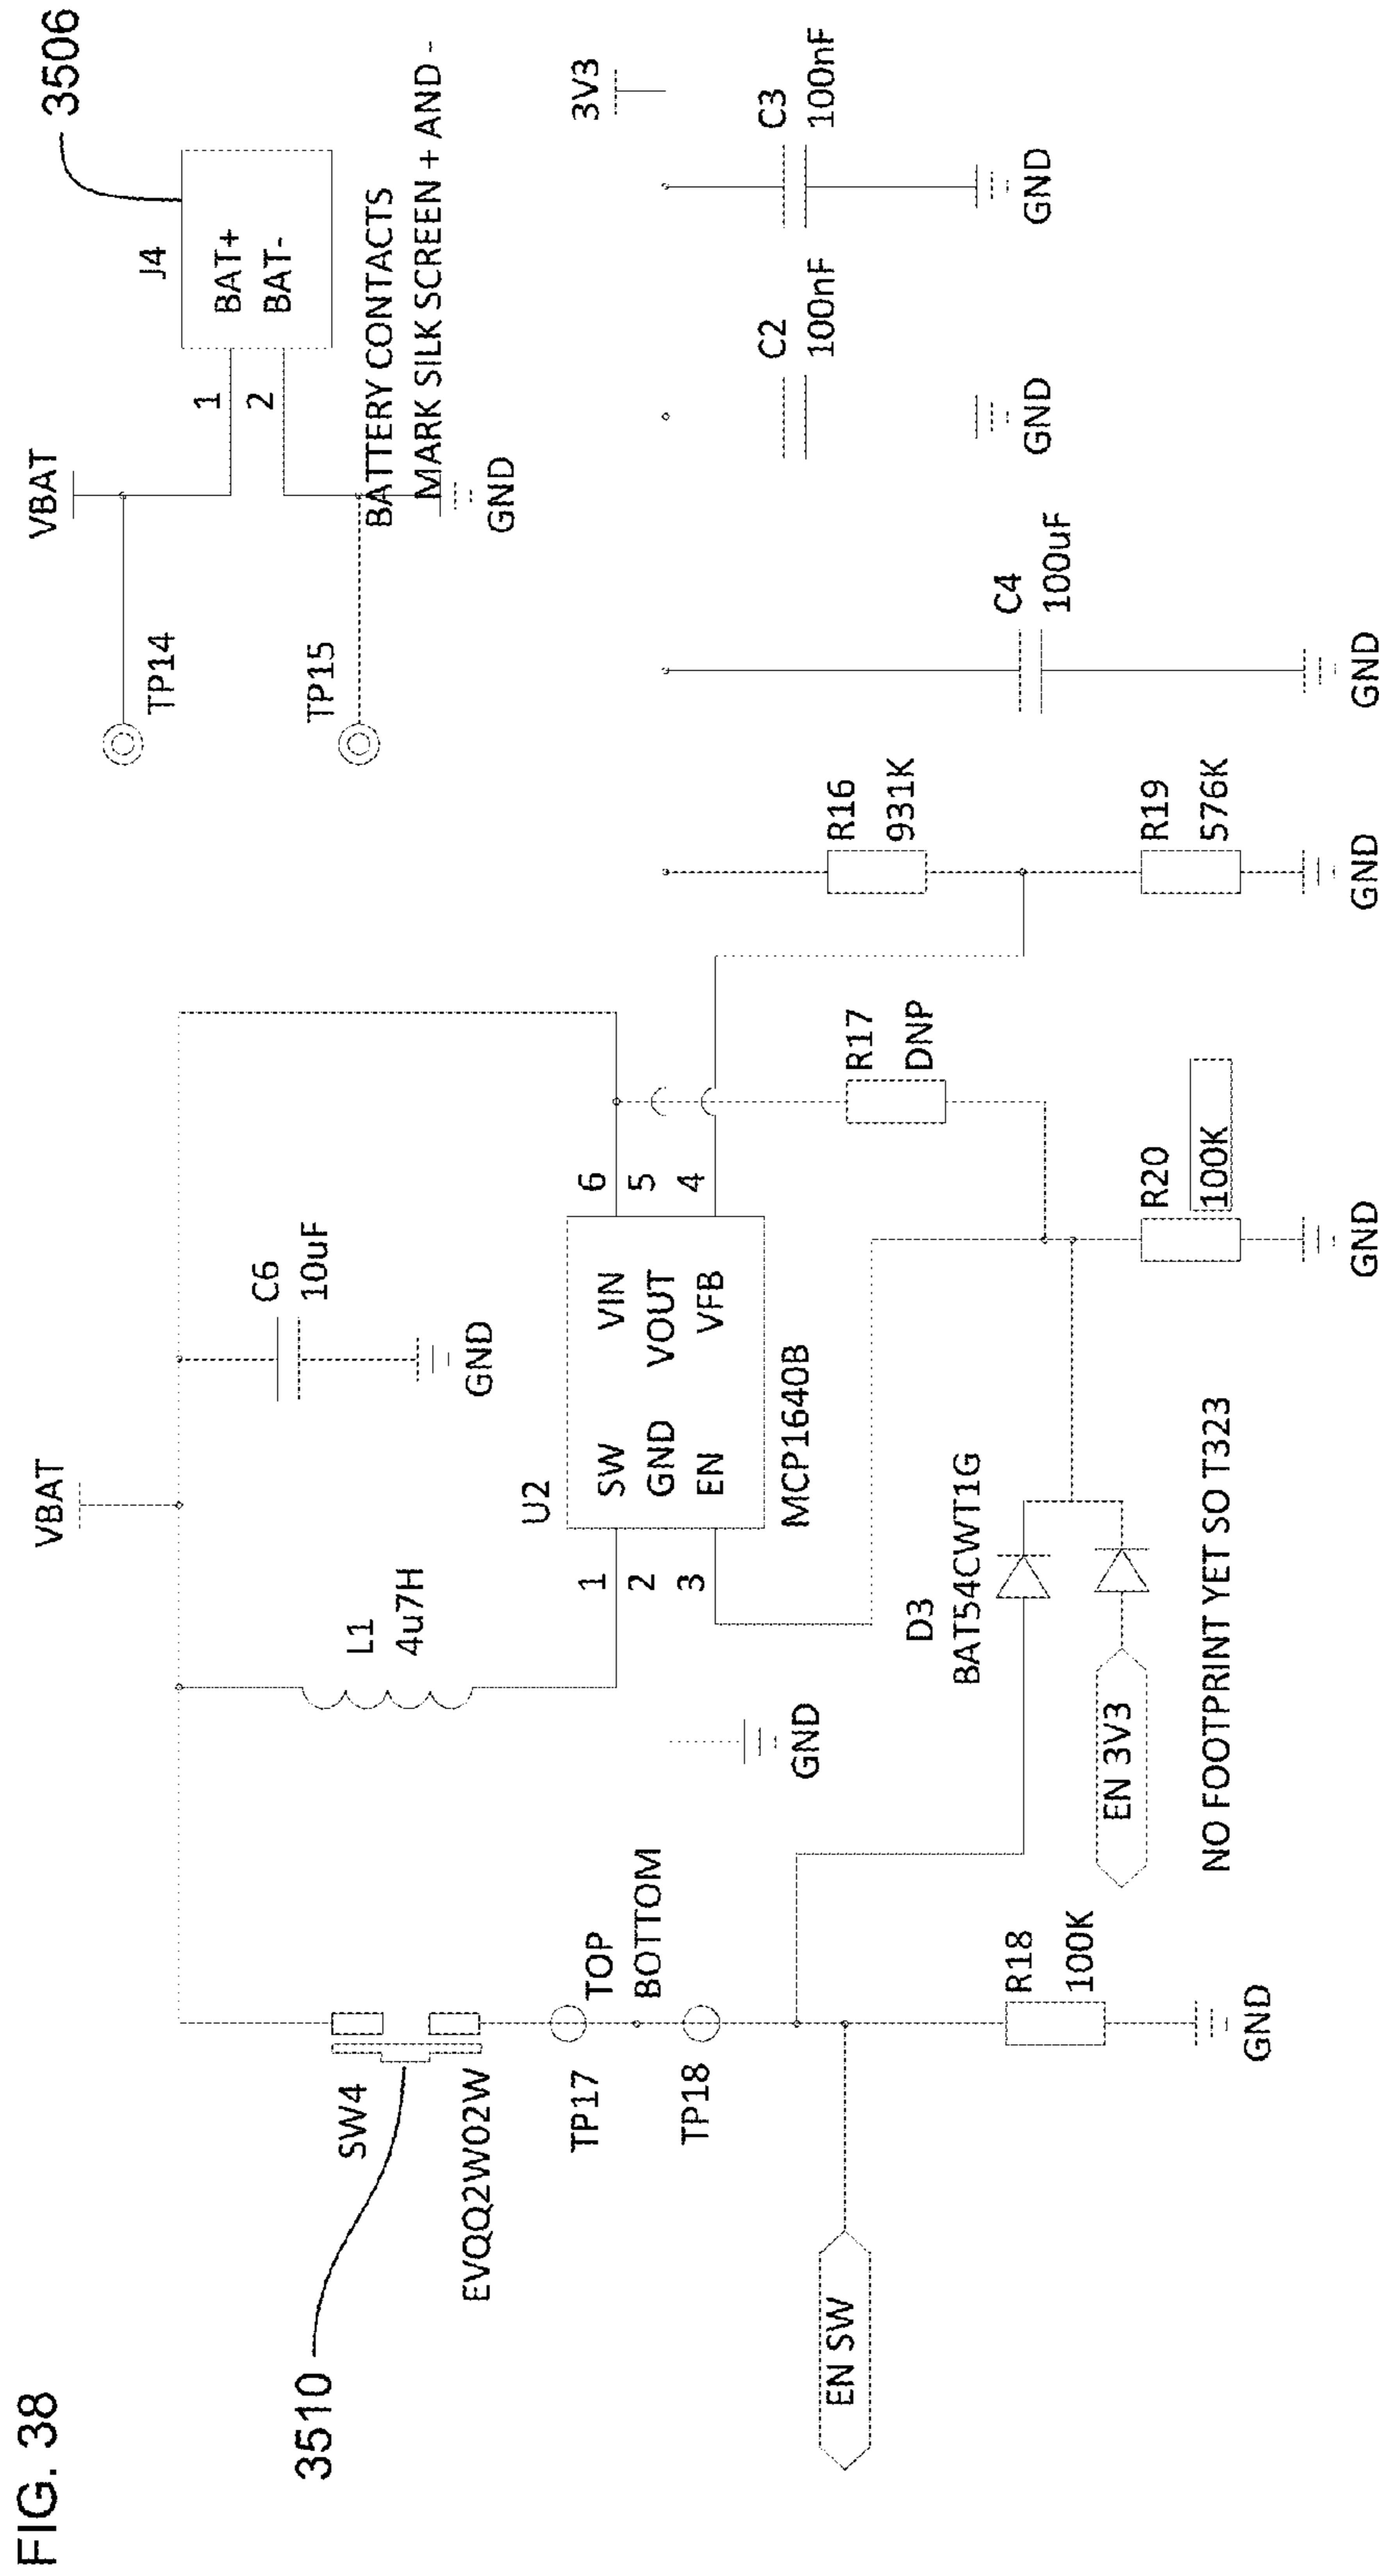 FIG. 38
3510
SW4
EVQQ2W02W
TP17
TOP
BOTTOM
TP18
EN SW
R18
100K
GND
VBAT
L1
4u7H
GND
C6
10uF
GND
U2
1
2
3
SW
GND
EN
VIN
VOUT
VFB
6
5
4
MCP1640B
D3
BAT54CWT1G
EN 3V3
NO FOOTPRINT YET SO T323
R17
DNP
R20
100K
GND
R16
931K
R19
576K
GND
C4
100uF
GND
C2
100nF
GND
C3
100nF
GND
3V3
VBAT
TP14
TP15
1
2
J4
BAT+
BAT-
3506
BATTERY CONTACTS
MARK SILK SCREEN + AND -
GND